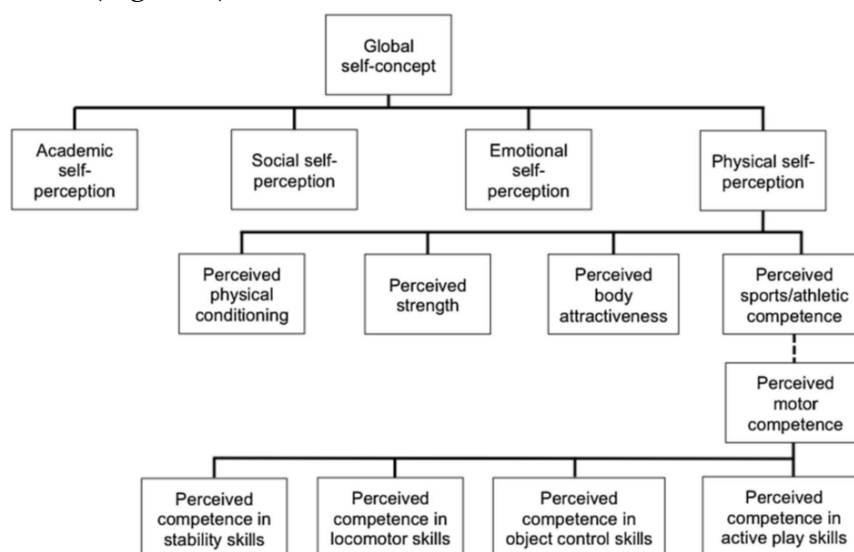 Global
self-concept
Academic
self-
perception
Social self-
perception
Emotional
self-
perception
Physical self-
perception
Perceived
physical
conditioning
Perceived
strength
Perceived
body
attractiveness
Perceived
sports/athletic
competence
Perceived
motor
competence
Perceived
competence in
stability skills
Perceived
competence in
locomotor skills
Perceived
competence in
object control skills
Perceived
competence in
active play skills